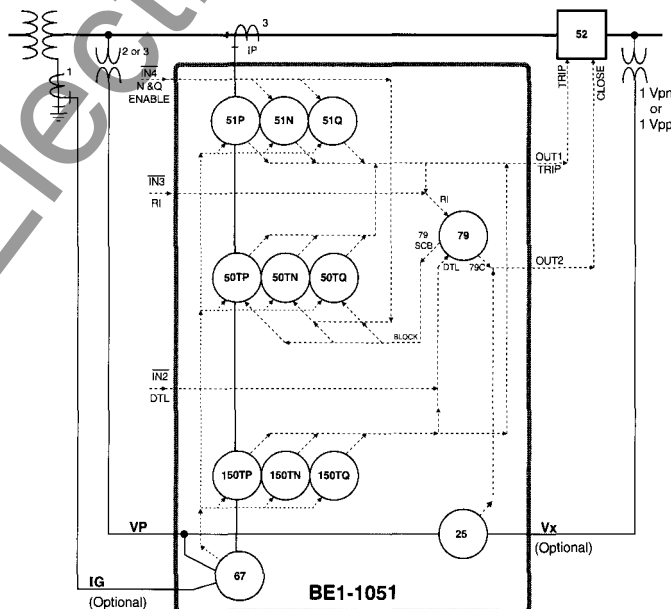 3
52
2 or 3
IP
1
IN4
N & Q
ENABLE
TRIP
CLOSE
1 Vpn
or
1 Vpp
51P
51N
51Q
OUT1
TRIP
IN3
RI
RI
79
79
SCB
DTL
79C
OUT2
50TP
50TN
50TQ
BLOCK
IN2
DTL
150TP
150TN
150TQ
VP
25
Vx
(Optional)
67
IG
(Optional)
BE1-1051
Electr